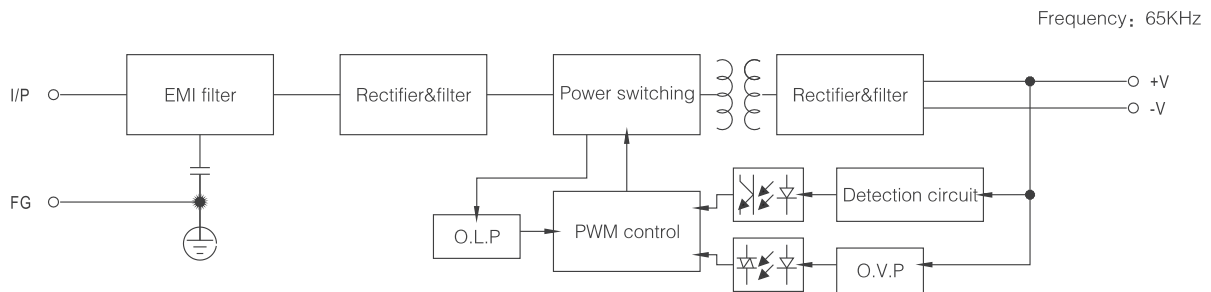 Frequency: 65KHz
I/P
EMI filter
Rectifier&filter
Power switching
Rectifier&filter
+V
-V
FG
O.L.P
PWM control
Detection circuit
O.V.P